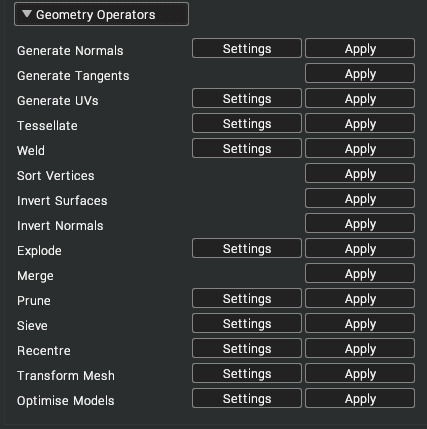 Geometry Operators
Generate Normals Settings Apply
Generate Tangents Apply
Generate UVs Settings Apply
Tessellate Settings Apply
Weld Settings Apply
Sort Vertices Apply
Invert Surfaces Apply
Invert Normals Apply
Explode Settings Apply
Merge Apply
Prune Settings Apply
Sieve Settings Apply
Recentre Settings Apply
Transform Mesh Settings Apply
Optimise Models Settings Apply